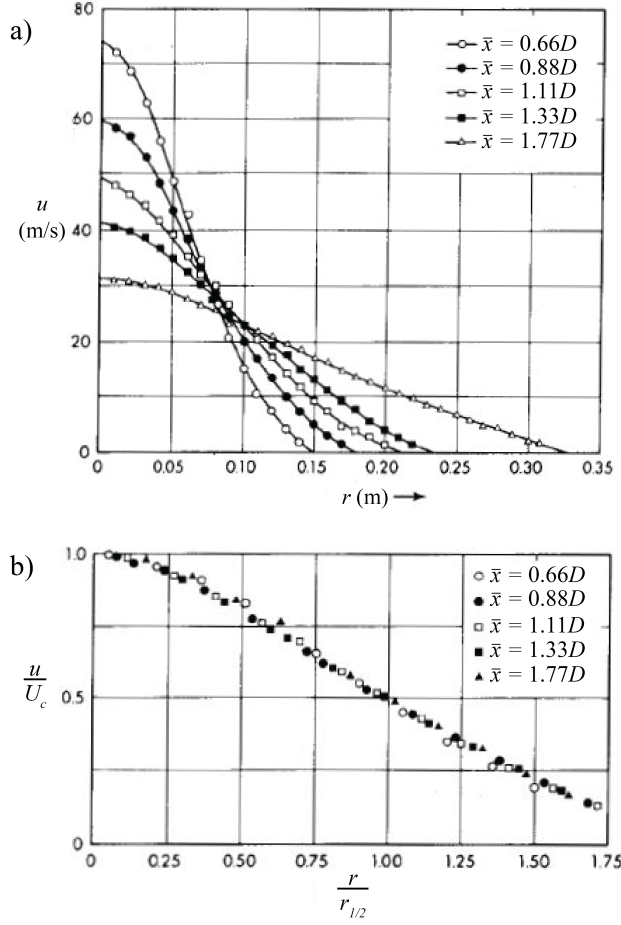 a)
80
60
40
20
0
u
(m/s)
0
0.05
0.10
0.15
0.20
0.25
0.30
0.35
r (m)
x̄ = 0.66D
x̄ = 0.88D
x̄ = 1.11D
x̄ = 1.33D
x̄ = 1.77D
b)
1.0
0.5
0
u
U_c
0
0.25
0.50
0.75
1.00
1.25
1.50
1.75
r
r_{1/2}
x̄ = 0.66D
x̄ = 0.88D
x̄ = 1.11D
x̄ = 1.33D
x̄ = 1.77D